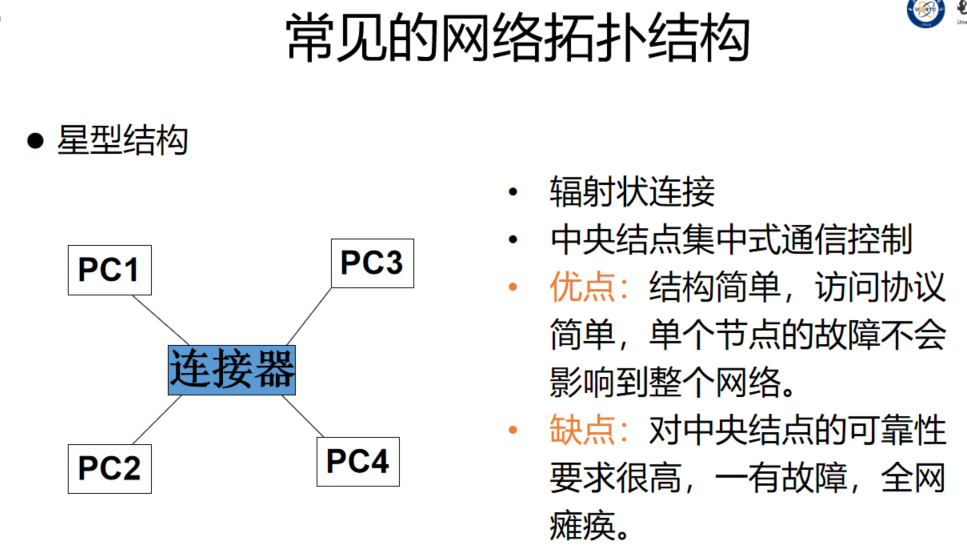 常见的网络拓扑结构
● 星型结构
• 辐射状连接
• 中央结点集中式通信控制
• 优点：结构简单，访问协议
简单，单个节点的故障不会
影响到整个网络。
• 缺点：对中央结点的可靠性
要求很高，一有故障，全网
瘫痪。
PC1
PC3
连接器
PC2
PC4